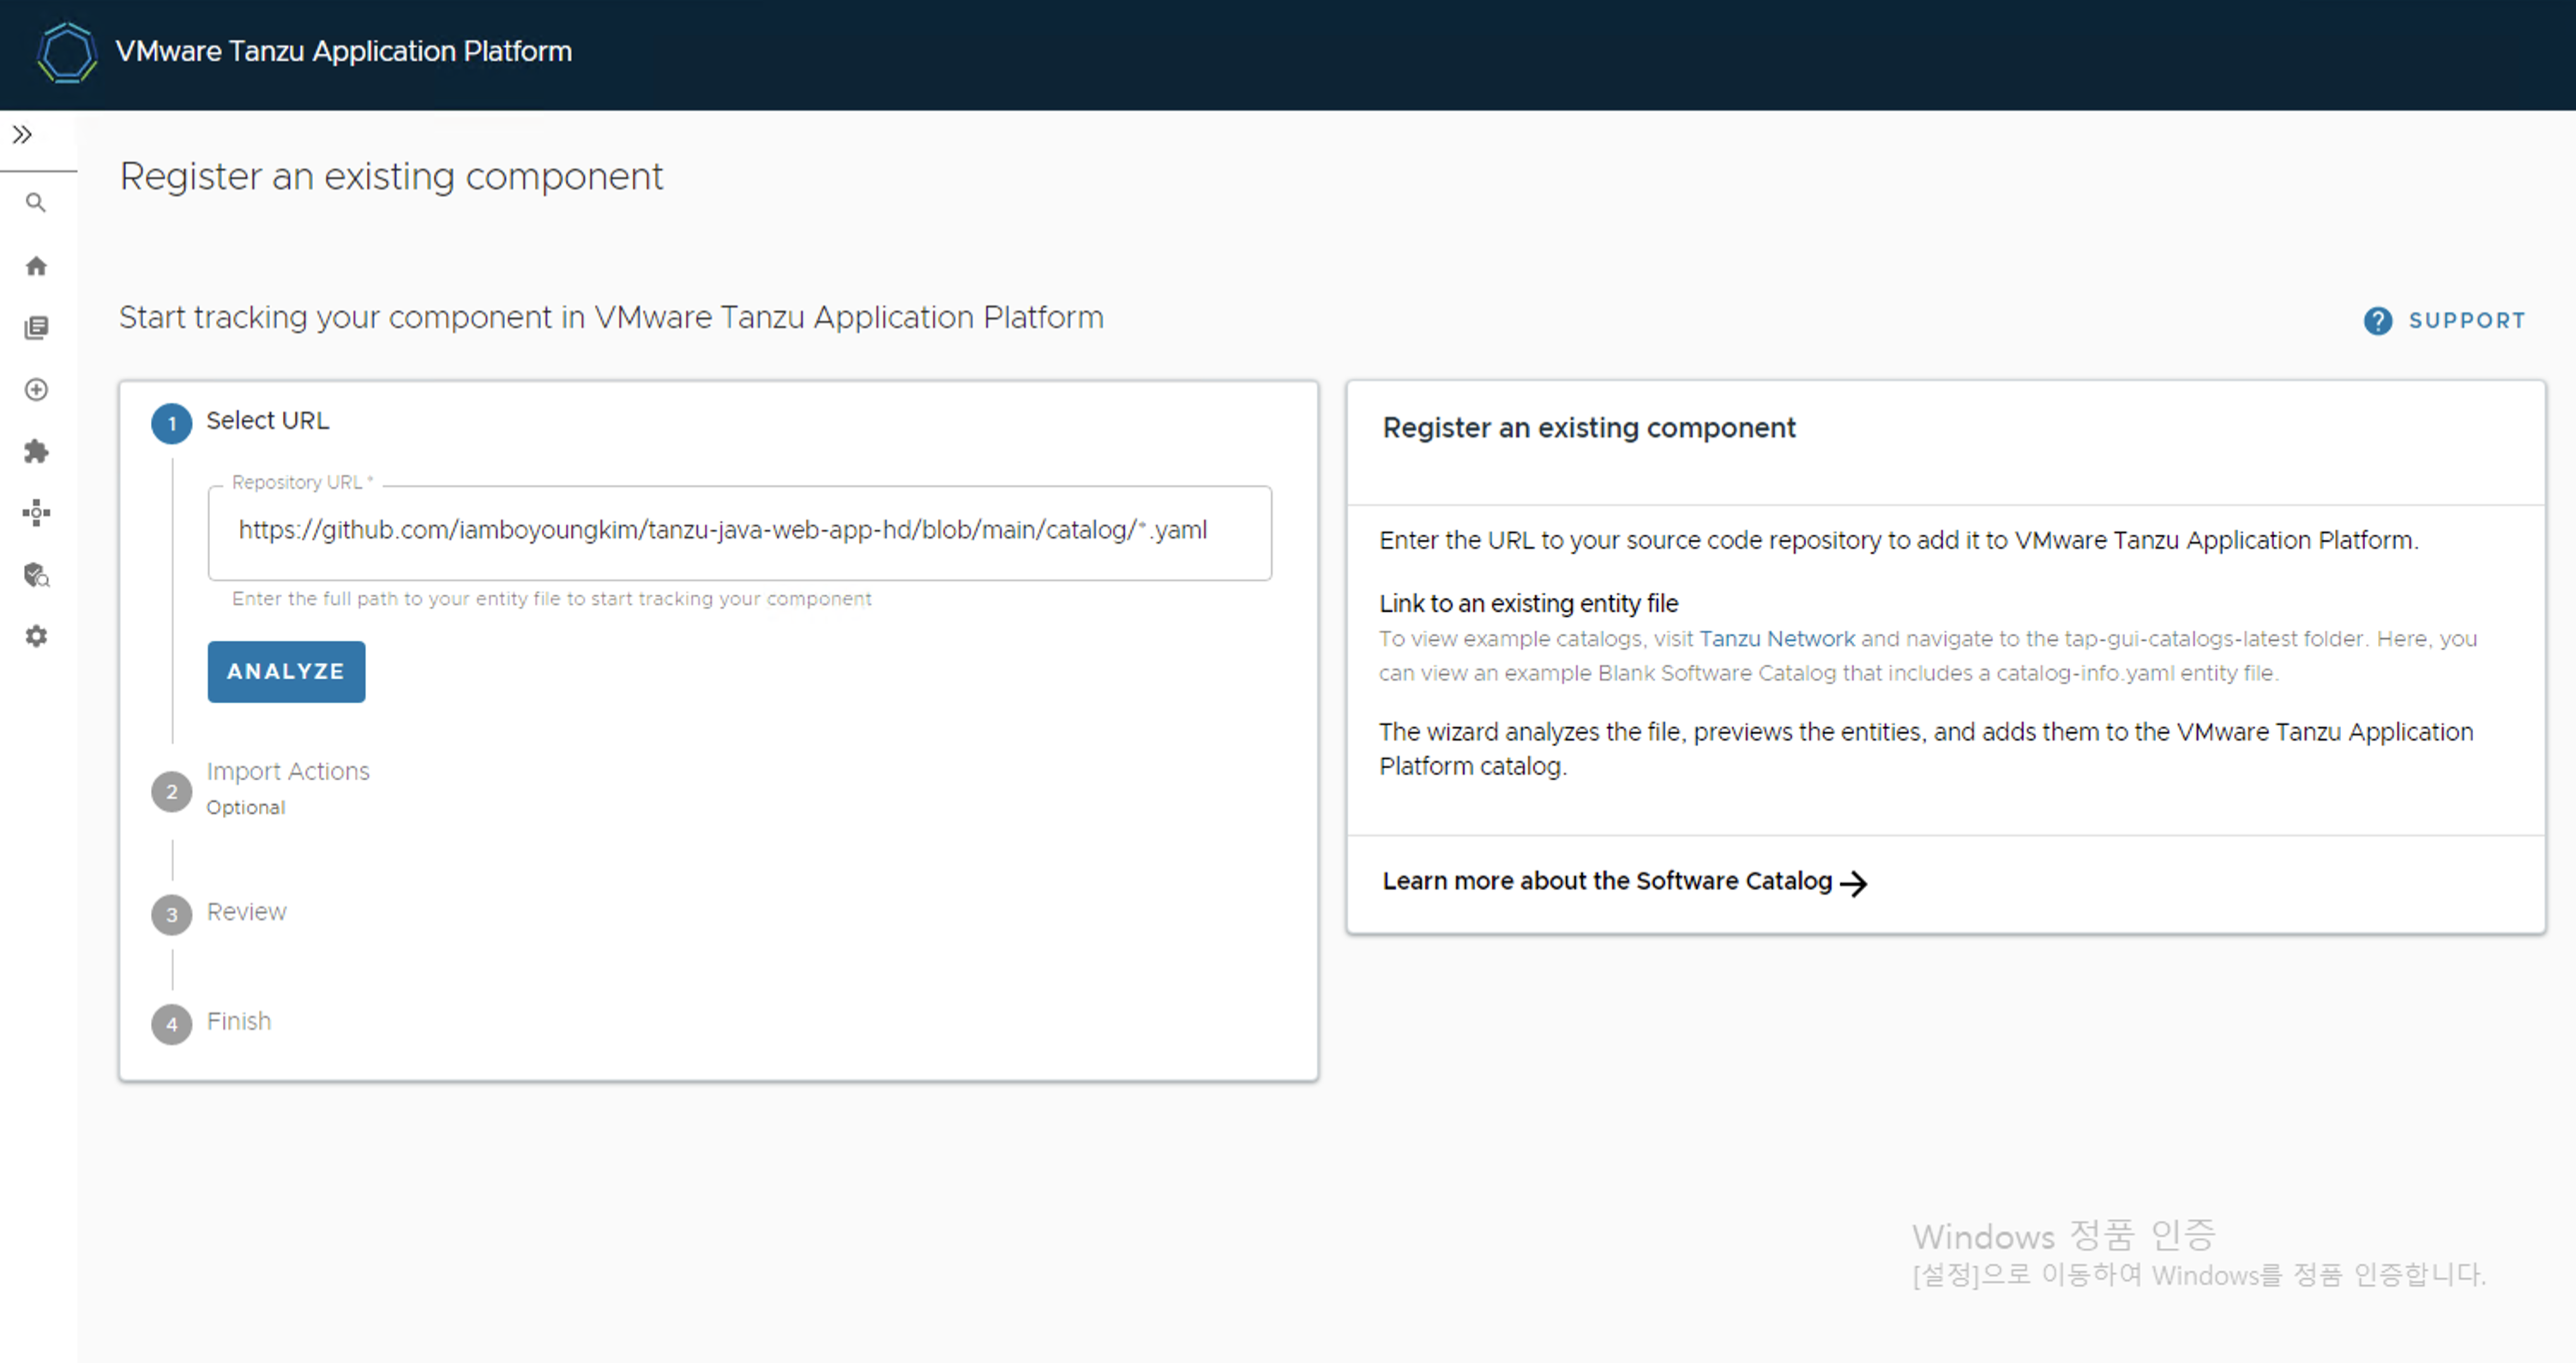 VMware Tanzu Application Platform
Register an existing component
Start tracking your component in VMware Tanzu Application Platform
SUPPORT
1 Select URL
Repository URL *
https://github.com/iamboyoungkim/tanzu-java-web-app-hd/blob/main/catalog/*.yaml
Enter the full path to your entity file to start tracking your component
ANALYZE
2 Import Actions
Optional
3 Review
4 Finish
Register an existing component
Enter the URL to your source code repository to add it to VMware Tanzu Application Platform.
Link to an existing entity file
To view example catalogs, visit Tanzu Network and navigate to the tap-gui-catalogs-latest folder. Here, you
can view an example Blank Software Catalog that includes a catalog-info.yaml entity file.
The wizard analyzes the file, previews the entities, and adds them to the VMware Tanzu Application
Platform catalog.
Learn more about the Software Catalog
Windows 정품 인증
[설정]으로 이동하여 Windows를 정품 인증합니다.